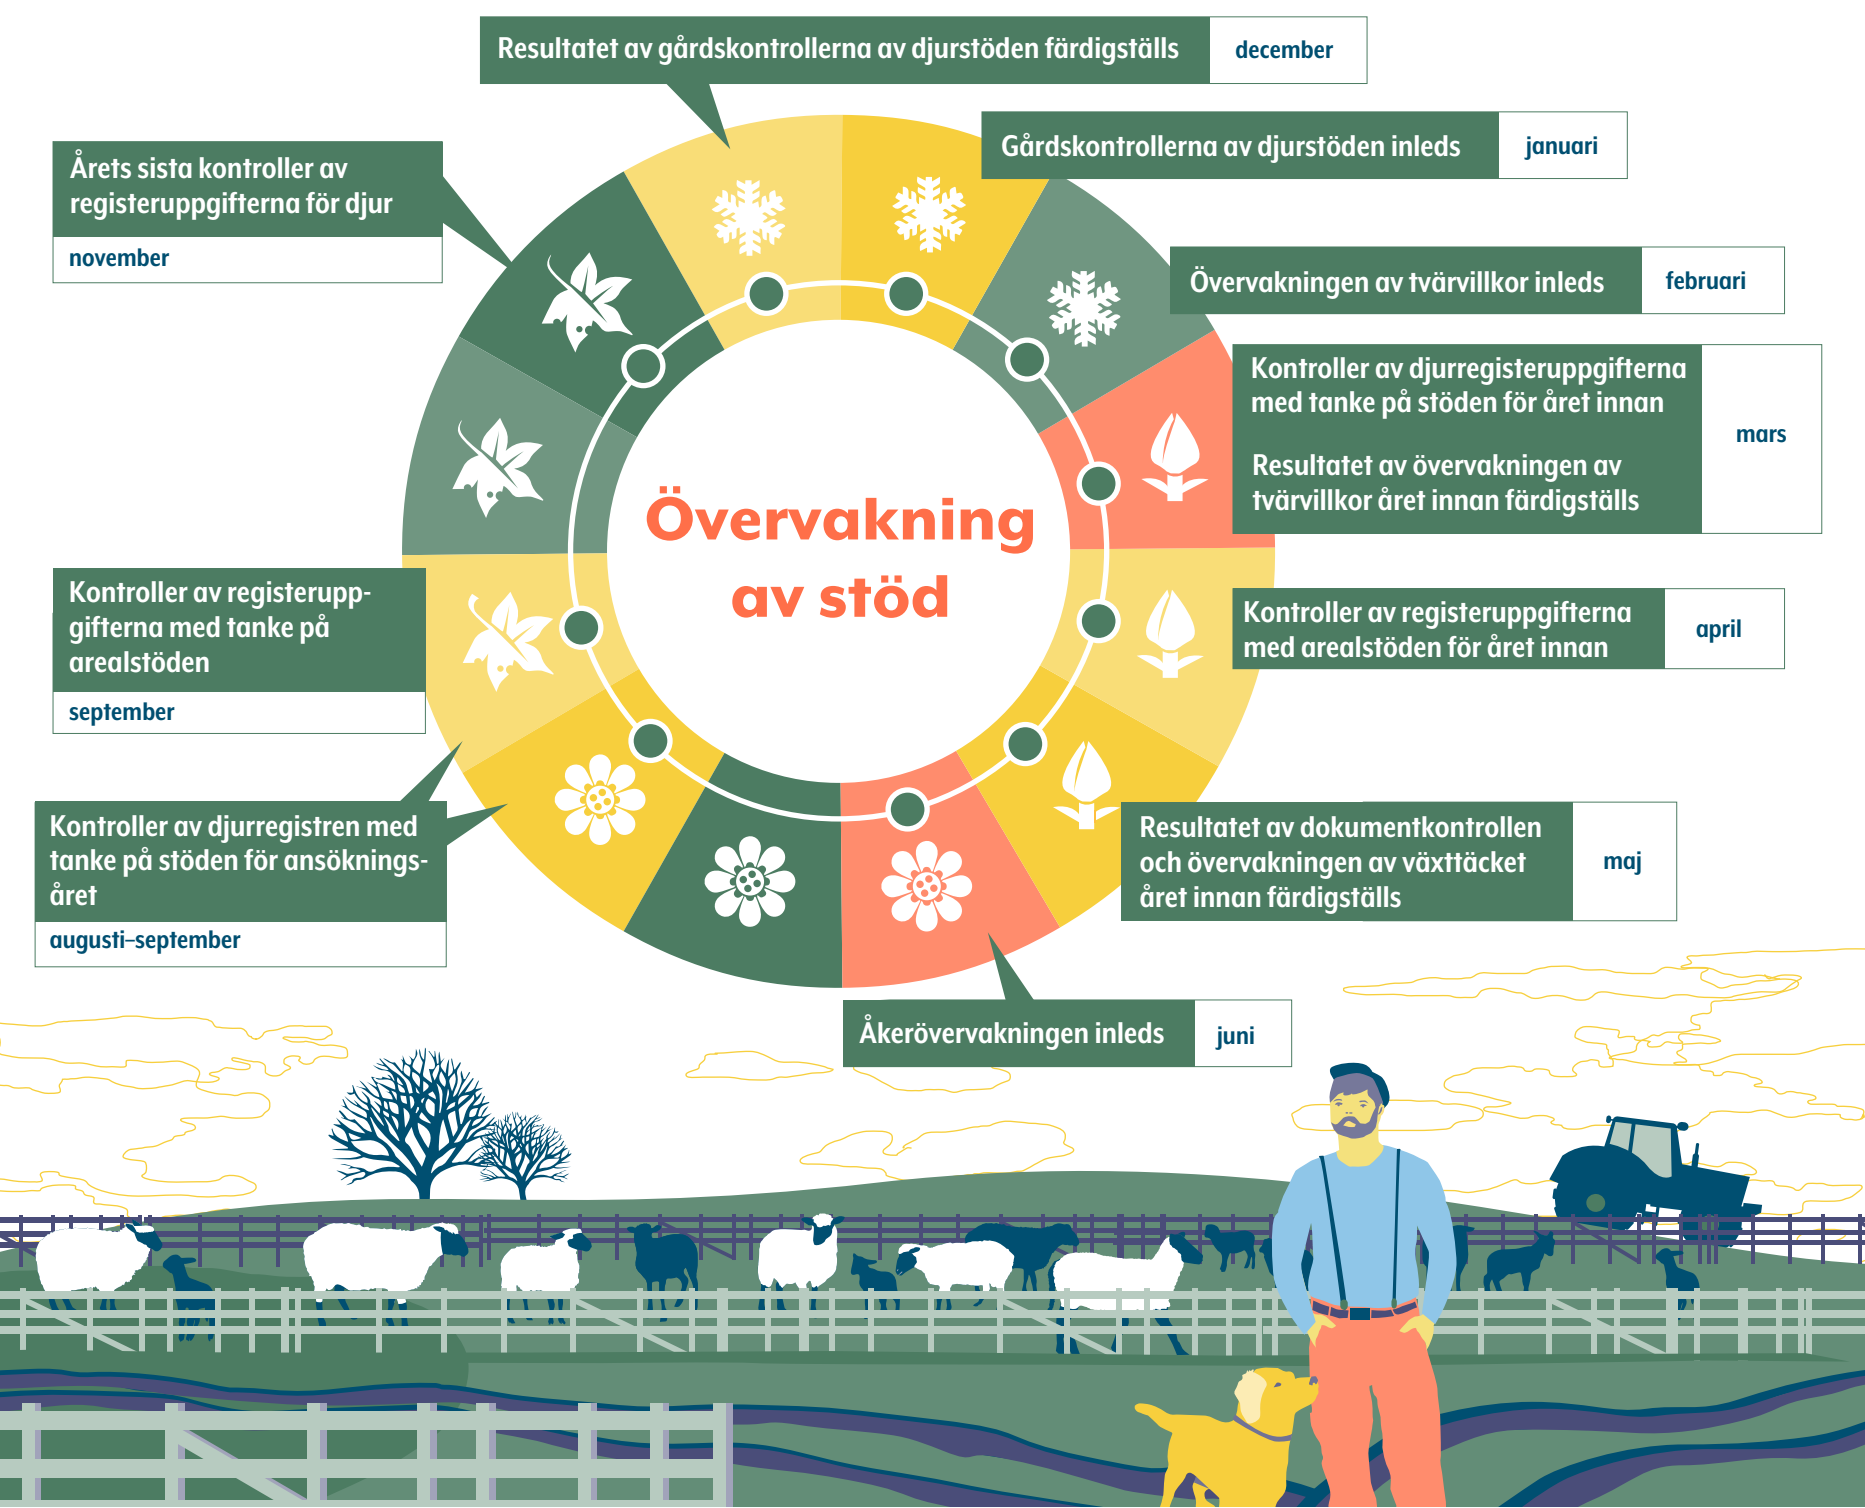 Resultatet av gårdskontrollerna av djurstöden färdigställs
december
Gårdskontrollerna av djurstöden inleds
januari
Övervakningen av tvärvillkor inleds
februari
Kontroller av djurregisteruppgifterna
med tanke på stöden för året innan
Resultatet av övervakningen av
tvärvillkor året innan färdigställs
mars
Kontroller av registeruppgifterna
med arealstöden för året innan
april
Resultatet av dokumentkontrollen
och övervakningen av växttäcket
året innan färdigställs
maj
Åkerövervakningen inleds
juni
Kontroller av djurregistren med
tanke på stöden för ansöknings-
året
augusti–september
Kontroller av registerupp-
gifterna med tanke på
arealstöden
september
Årets sista kontroller av
registeruppgifterna för djur
november
Övervakning
av stöd